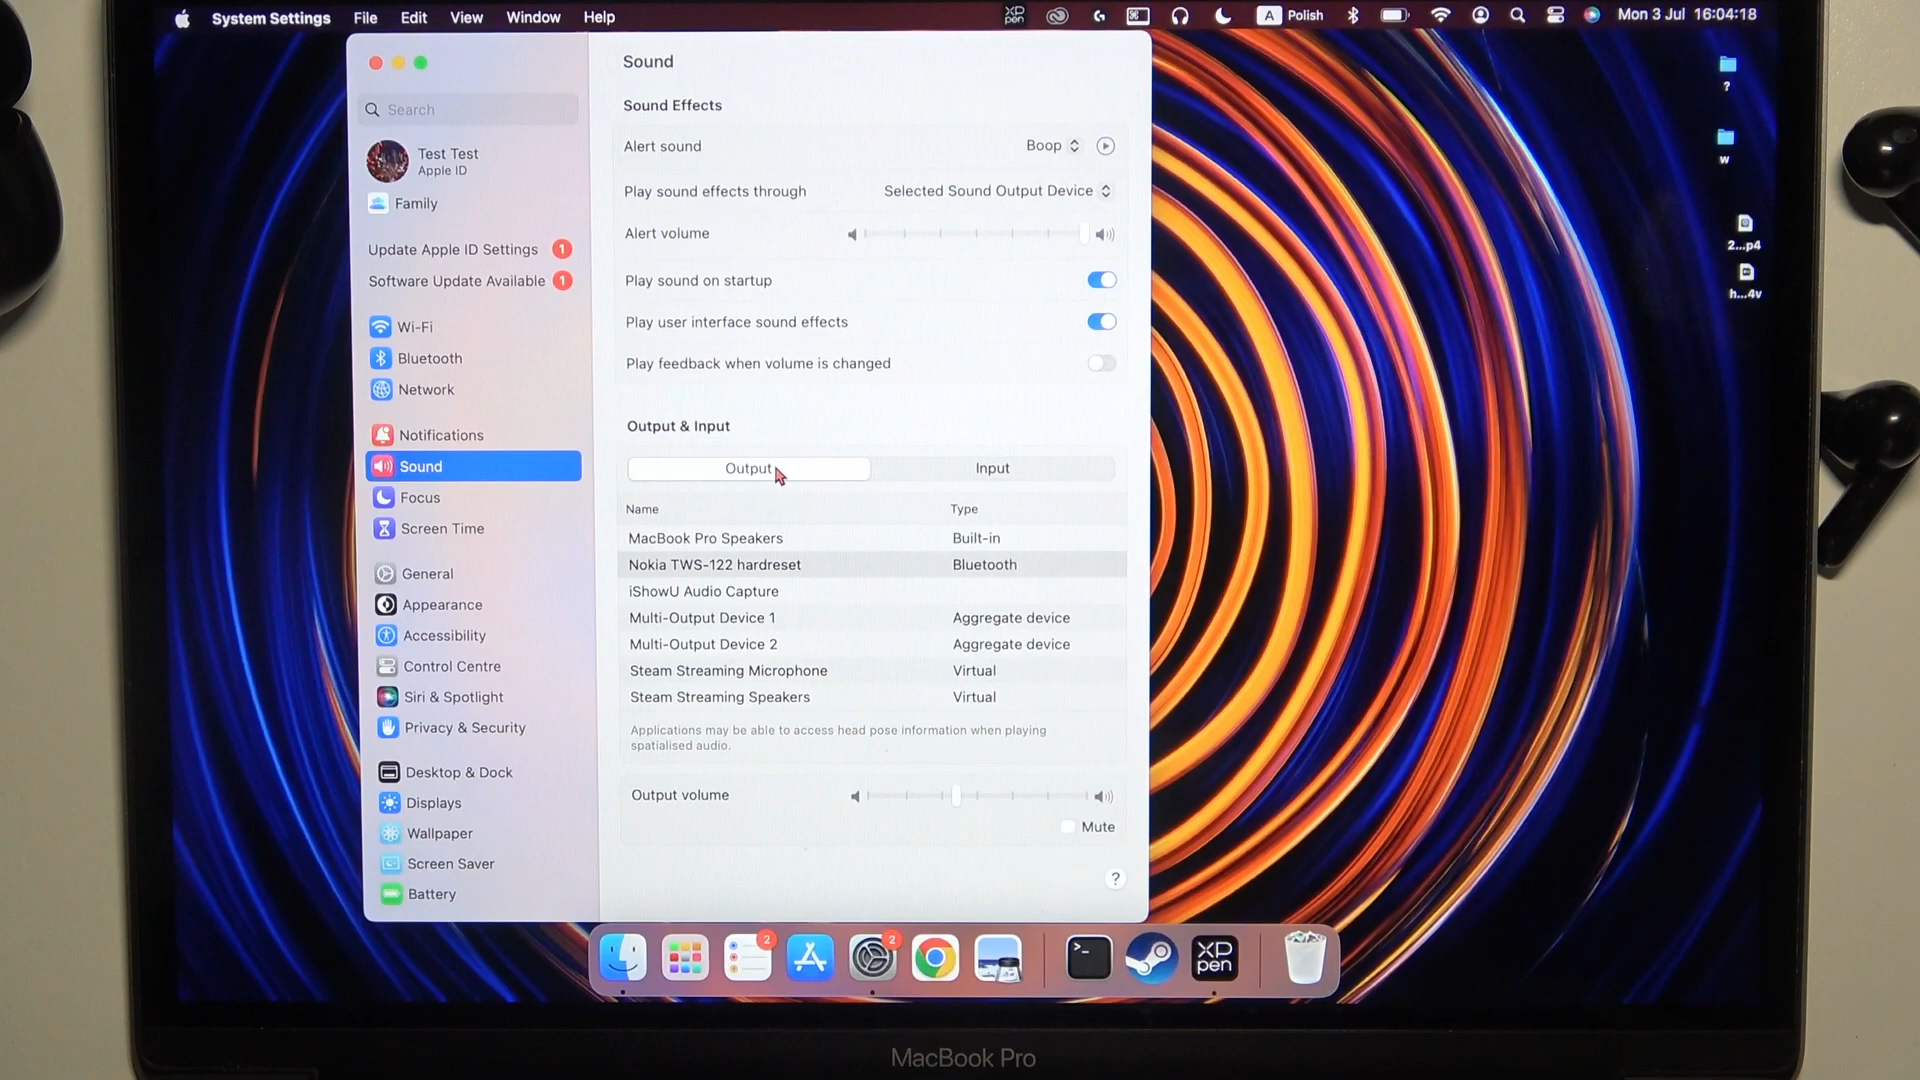 System Settings File Edit View Window Help
XP pen
A Polish
Mon 3 Jul 16:04:18
Sound
Search
Test Test
Apple ID
Family
Update Apple ID Settings 1
Software Update Available 1
Wi-Fi
Bluetooth
Network
Notifications
Sound
Focus
Screen Time
General
Appearance
Accessibility
Control Centre
Siri & Spotlight
Privacy & Security
Desktop & Dock
Displays
Wallpaper
Screen Saver
Battery
Sound Effects
Alert sound Boop
Play sound effects through Selected Sound Output Device
Alert volume
Play sound on startup
Play user interface sound effects
Play feedback when volume is changed
Output & Input
Output Input
Name Type
MacBook Pro Speakers Built-in
Nokia TWS-122 hardreset Bluetooth
iShowU Audio Capture
Multi-Output Device 1 Aggregate device
Multi-Output Device 2 Aggregate device
Steam Streaming Microphone Virtual
Steam Streaming Speakers Virtual
Applications may be able to access head pose information when playing
spatialised audio.
Output volume
Mute
?
?
w
2...p4
h...4v
2
2
XP
pen
MacBook Pro